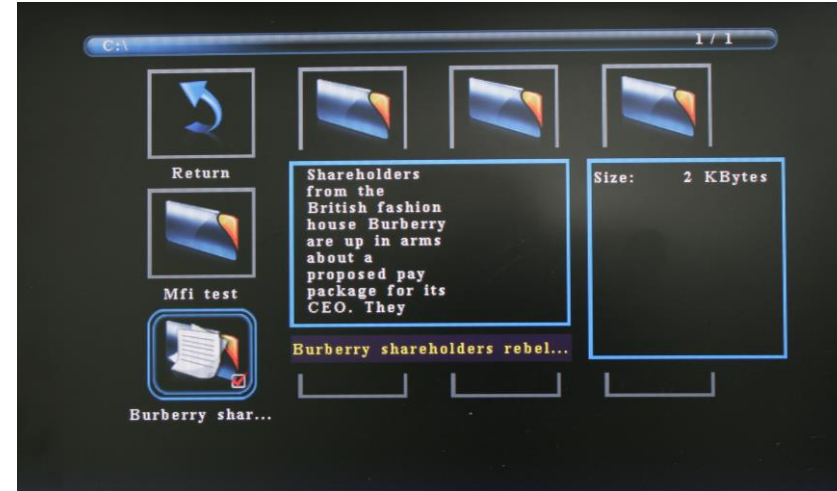 C:\
1 / 1
Return
Shareholders
from the
British fashion
house Burberry
are up in arms
about a
proposed pay
package for its
CEO. They
Size: 2 KBytes
Mfi test
Burberry shareholders rebel...
Burberry shar...